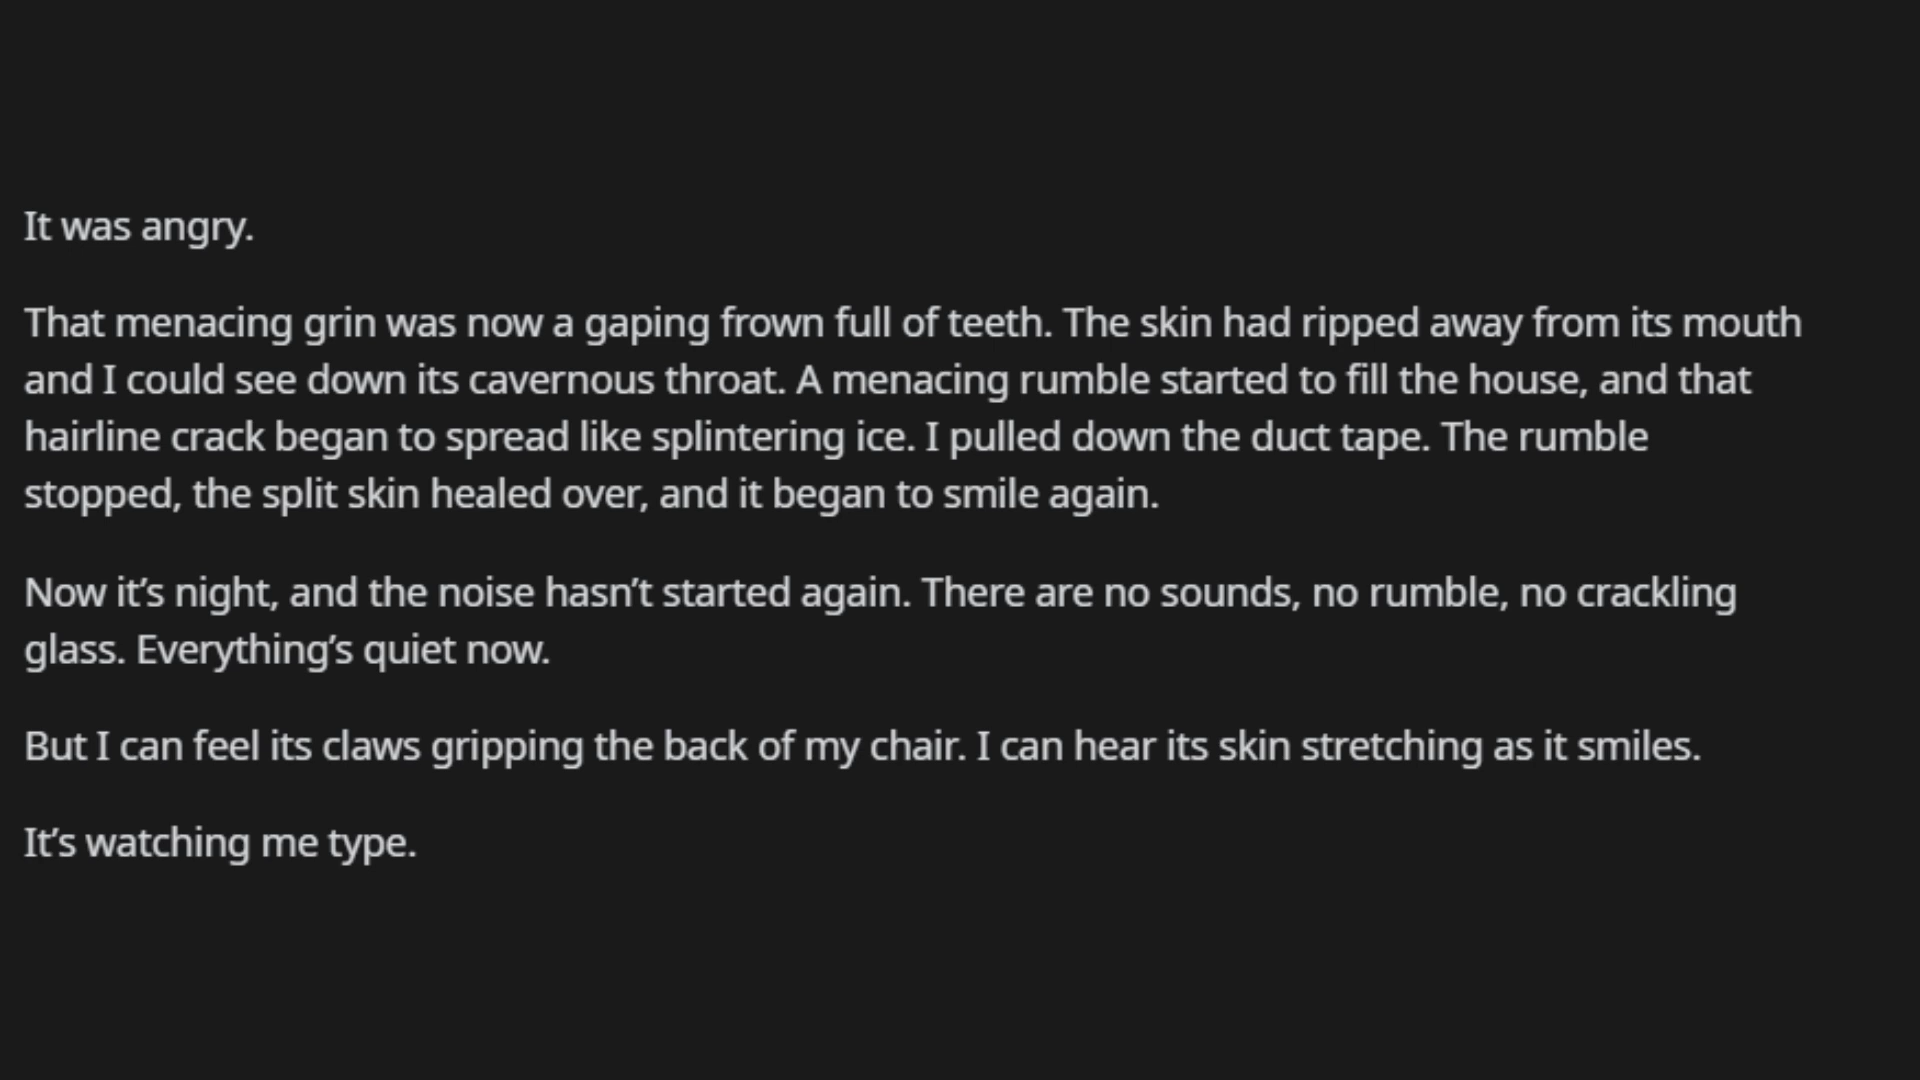 It was angry.
That menacing grin was now a gaping frown full of teeth. The skin had ripped away from its mouth
and I could see down its cavernous throat. A menacing rumble started to fill the house, and that
hairline crack began to spread like splintering ice. I pulled down the duct tape. The rumble
stopped, the split skin healed over, and it began to smile again.
Now it’s night, and the noise hasn’t started again. There are no sounds, no rumble, no crackling
glass. Everything’s quiet now.
But I can feel its claws gripping the back of my chair. I can hear its skin stretching as it smiles.
It’s watching me type.